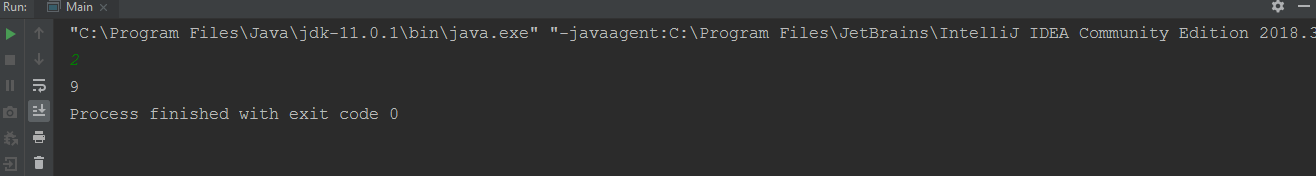 Run: Main ×
"C:\Program Files\Java\jdk-11.0.1\bin\java.exe" "-javaagent:C:\Program Files\JetBrains\IntelliJ IDEA Community Edition 2018.3
2
9
Process finished with exit code 0